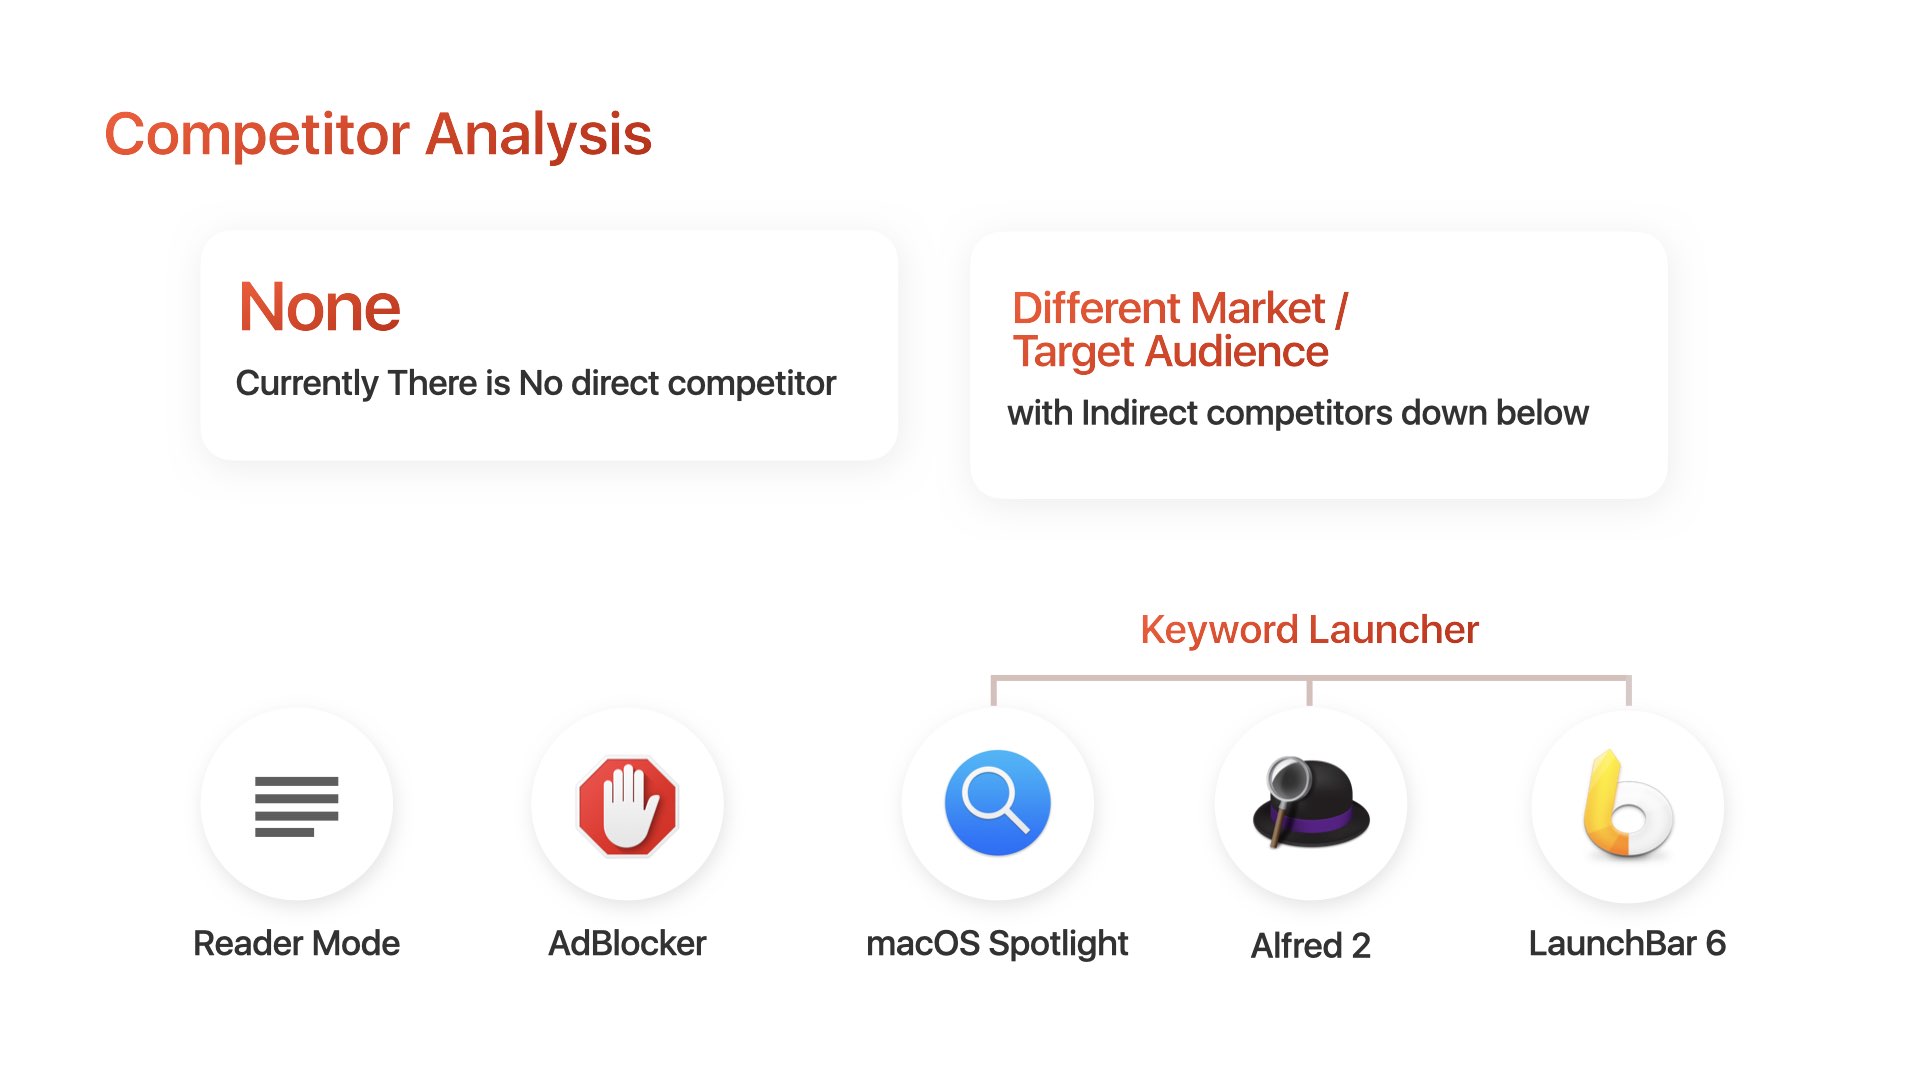 Competitor Analysis
None
Currently There is No direct competitor
Different Market /
Target Audience
with Indirect competitors down below
Keyword Launcher
Reader Mode
AdBlocker
macOS Spotlight
Alfred 2
LaunchBar 6